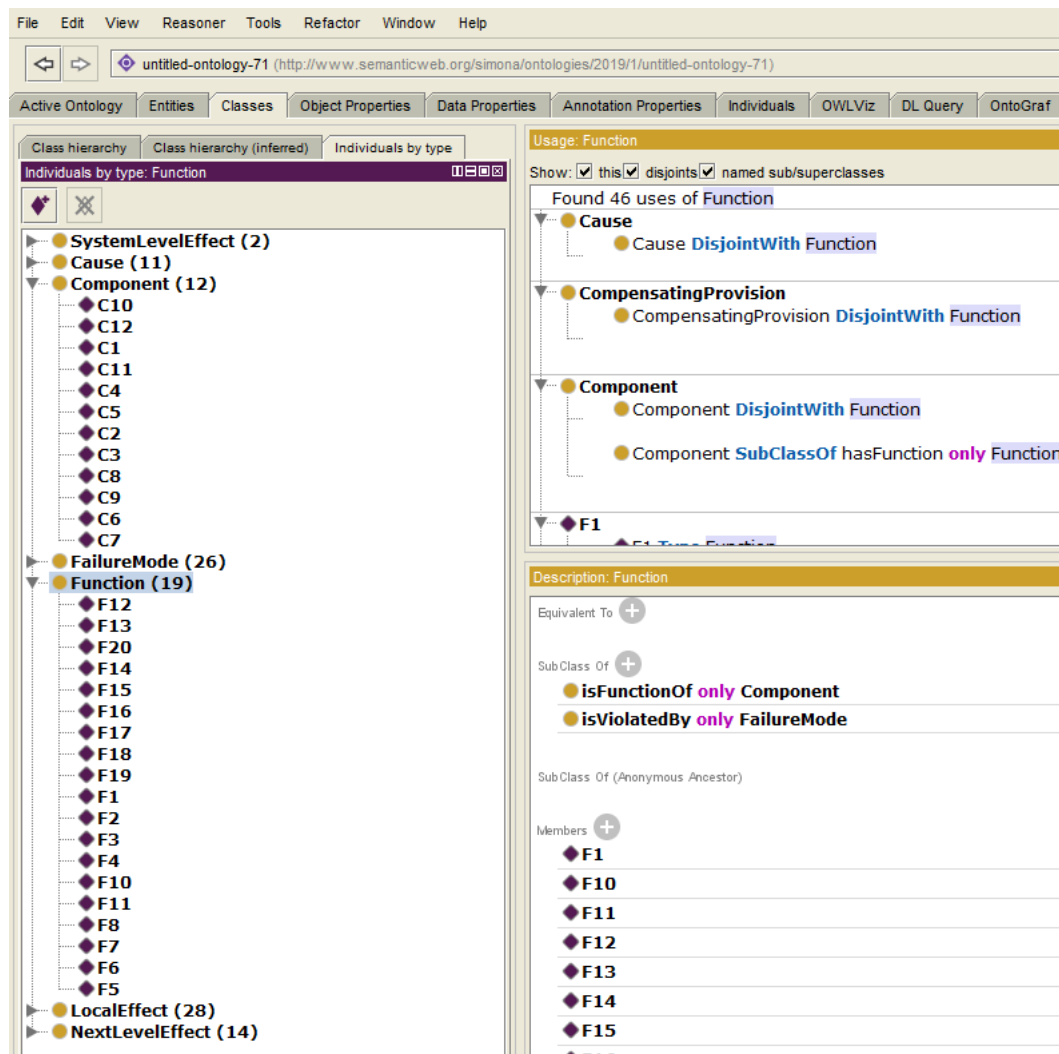 File Edit View Reasoner Tools Refactor Window Help
untitled-ontology-71 (http://www.semanticweb.org/simona/ontologies/2019/1/untitled-ontology-71)
Active Ontology Entities Classes Object Properties Data Properties Annotation Properties Individuals OWLViz DL Query OntoGraf
Class hierarchy Class hierarchy (inferred) Individuals by type
Individuals by type: Function
SystemLevelEffect (2)
Cause (11)
Component (12)
C10
C12
C1
C11
C4
C5
C2
C3
C8
C9
C6
C7
FailureMode (26)
Function (19)
F12
F13
F20
F14
F15
F16
F17
F18
F19
F1
F2
F3
F4
F10
F11
F8
F7
F6
F5
LocalEffect (28)
NextLevelEffect (14)
Usage: Function
Show: this disjoints named sub/superclasses
Found 46 uses of Function
Cause
Cause DisjointWith Function
CompensatingProvision
CompensatingProvision DisjointWith Function
Component
Component DisjointWith Function
Component SubClassOf hasFunction only Function
F1
F1 Type Function
Description: Function
Equivalent To
SubClass Of
isFunctionOf only Component
isViolatedBy only FailureMode
SubClass Of (Anonymous Ancestor)
Members
F1
F10
F11
F12
F13
F14
F15